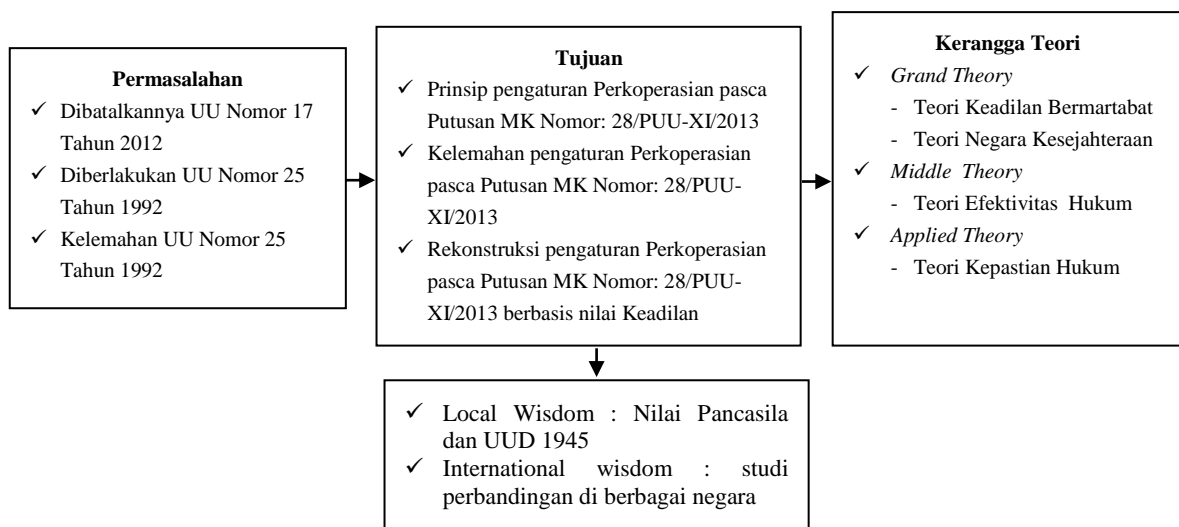 Permasalahan
✓ Dibatalkannya UU Nomor 17
Tahun 2012
✓ Diberlakukan UU Nomor 25
Tahun 1992
✓ Kelemahan UU Nomor 25
Tahun 1992
Tujuan
✓ Prinsip pengaturan Perkoperasian pasca
Putusan MK Nomor: 28/PUU-XI/2013
✓ Kelemahan pengaturan Perkoperasian
pasca Putusan MK Nomor: 28/PUU-
XI/2013
✓ Rekonstruksi pengaturan Perkoperasian
pasca Putusan MK Nomor: 28/PUU-
XI/2013 berbasis nilai Keadilan
Kerangga Teori
✓ Grand Theory
- Teori Keadilan Bermartabat
- Teori Negara Kesejahteraan
✓ Middle Theory
- Teori Efektivitas Hukum
✓ Applied Theory
- Teori Kepastian Hukum
✓ Local Wisdom : Nilai Pancasila
dan UUD 1945
✓ International wisdom : studi
perbandingan di berbagai negara